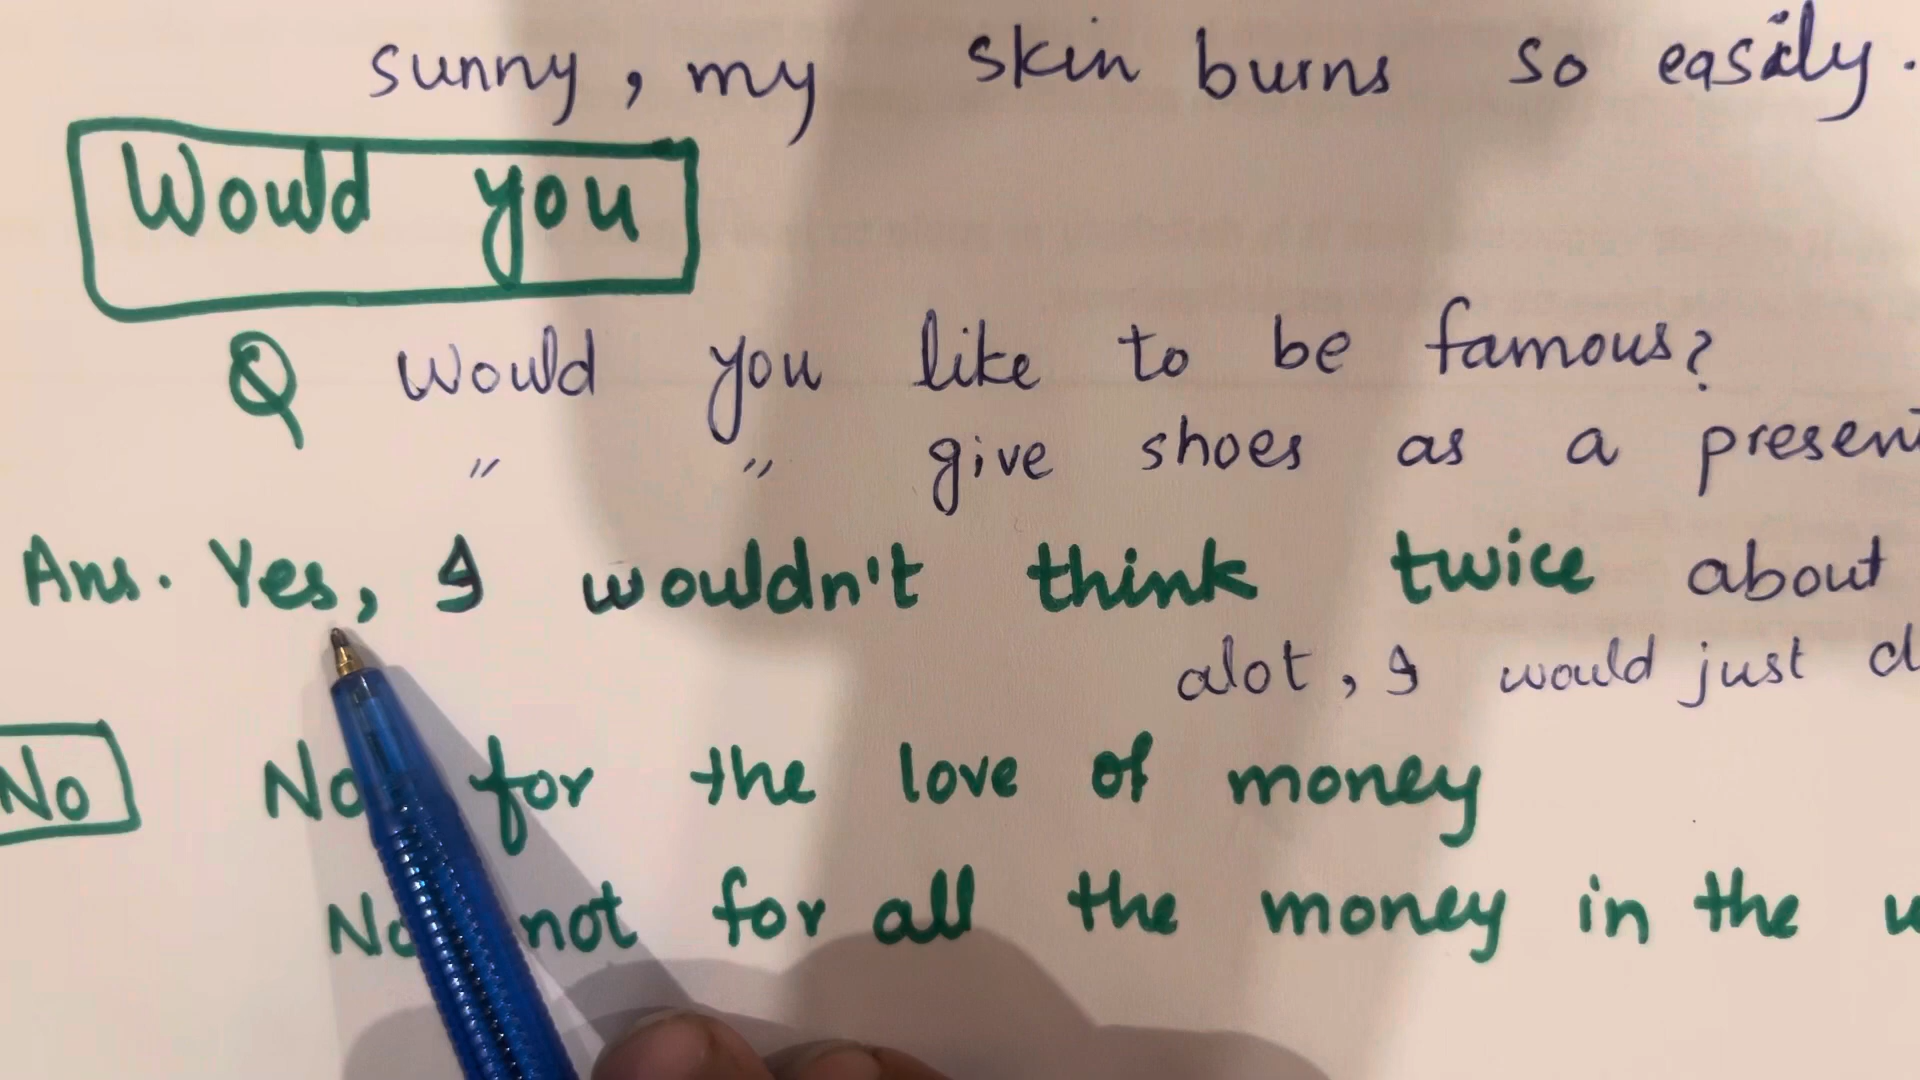 sunny, my skin burns so easily.
Would you
Q Would you like to be famous?
" " give shoes as a present
Ans. Yes, I wouldn't think twice about
alot, I would just
No for the love of money
No not for all the money in the
No